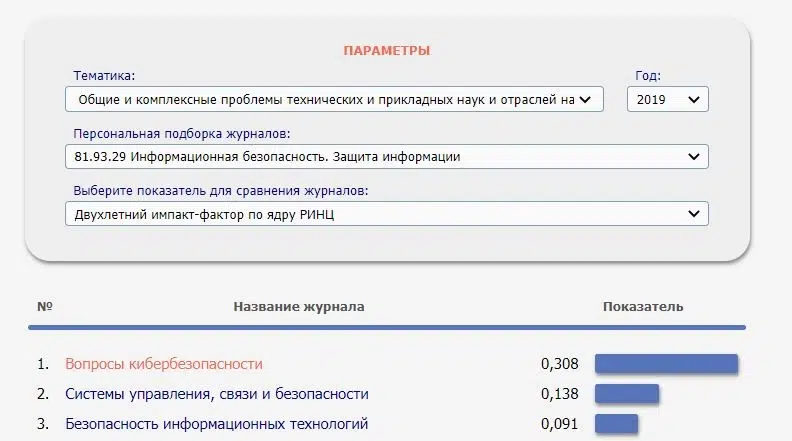 ПАРАМЕТРЫ
Тематика: Год:
Общие и комплексные проблемы технических и прикладных наук и отраслей на 2019
Персональная подборка журналов:
81.93.29 Информационная безопасность. Защита информации
Выберите показатель для сравнения журналов:
Двухлетний импакт-фактор по ядру РИНЦ
№ Название журнала Показатель
1. Вопросы кибербезопасности 0,308
2. Системы управления, связи и безопасности 0,138
3. Безопасность информационных технологий 0,091